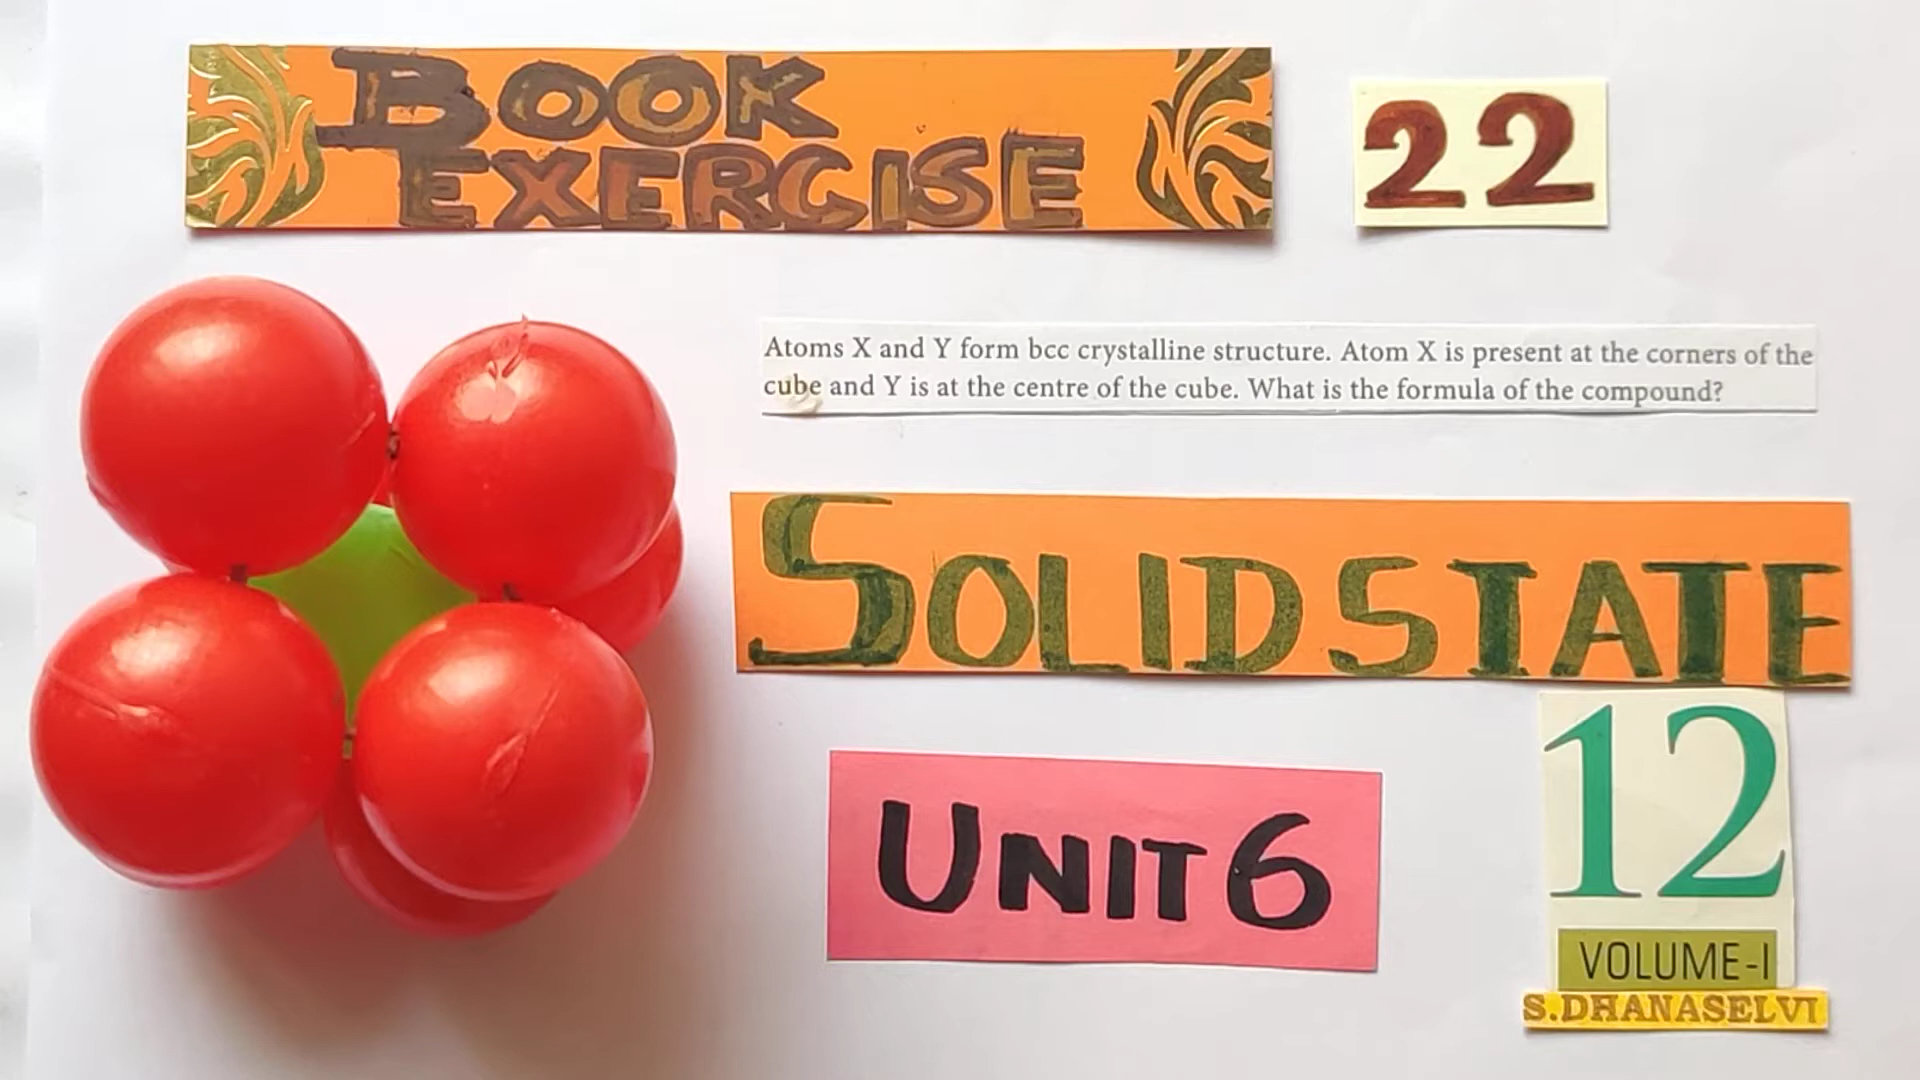 BOOK
EXERCISE
22
Atoms X and Y form bcc crystalline structure. Atom X is present at the corners of the
cube and Y is at the centre of the cube. What is the formula of the compound?
SOLID STATE
UNIT 6
12
VOLUME-I
S.DHANASELVI